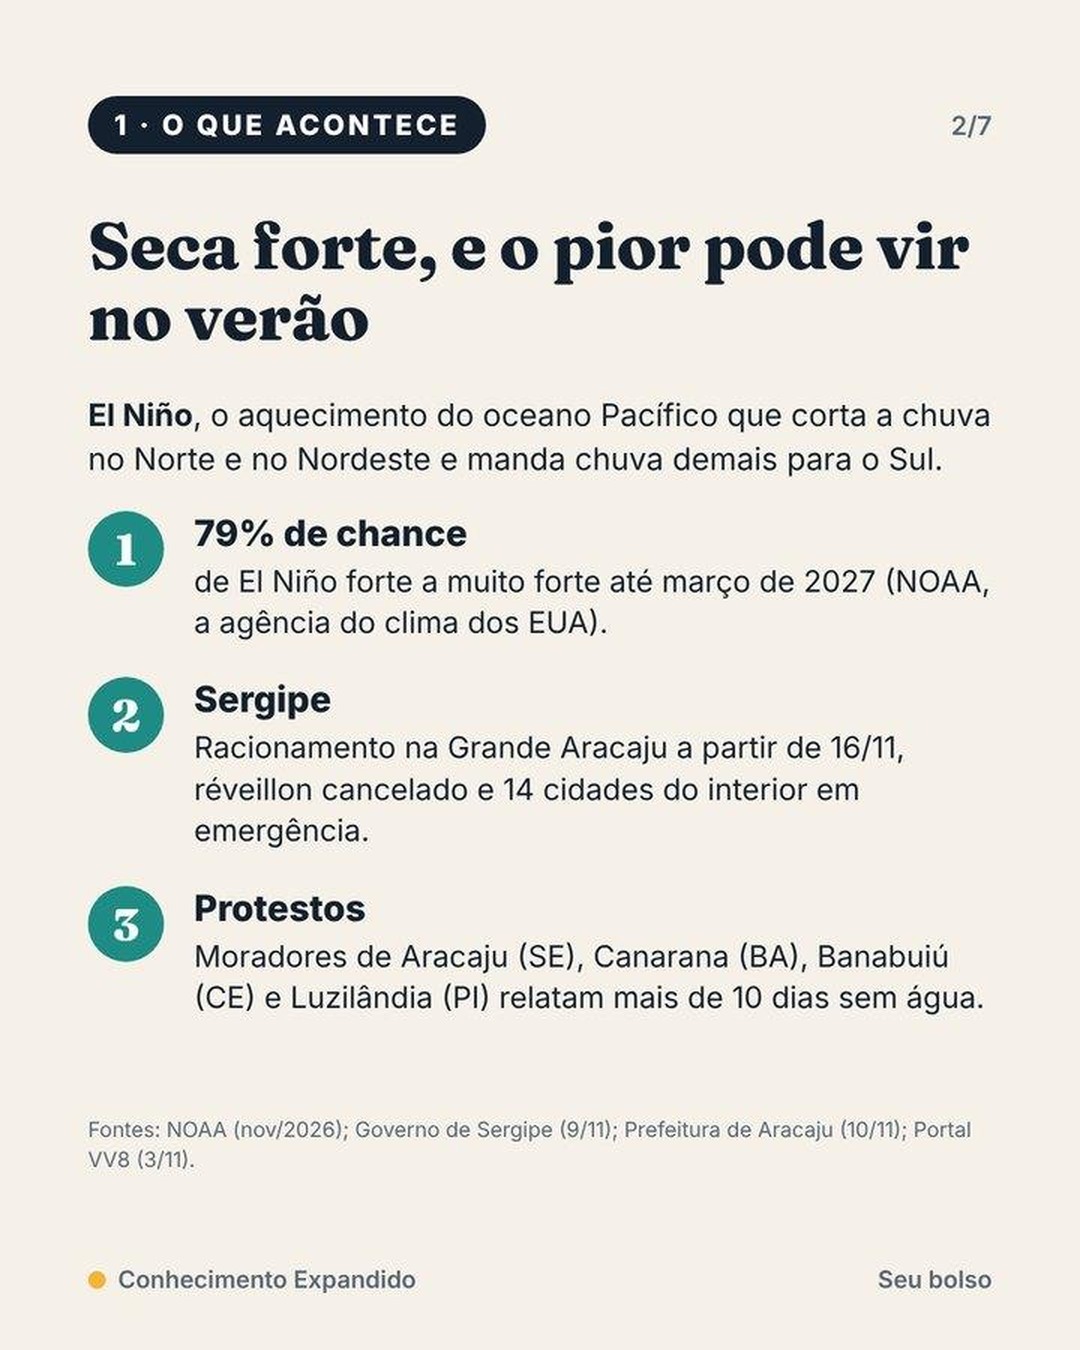 1 · O QUE ACONTECE
2/7
Seca forte, e o pior pode vir
no verão
El Niño, o aquecimento do oceano Pacífico que corta a chuva
no Norte e no Nordeste e manda chuva demais para o Sul.
1
79% de chance
de El Niño forte a muito forte até março de 2027 (NOAA,
a agência do clima dos EUA).
2
Sergipe
Racionamento na Grande Aracaju a partir de 16/11,
réveillon cancelado e 14 cidades do interior em
emergência.
3
Protestos
Moradores de Aracaju (SE), Canarana (BA), Banabuiú
(CE) e Luzilândia (PI) relatam mais de 10 dias sem água.
Fontes: NOAA (nov/2026); Governo de Sergipe (9/11); Prefeitura de Aracaju (10/11); Portal
VV8 (3/11).
Conhecimento Expandido
Seu bolso